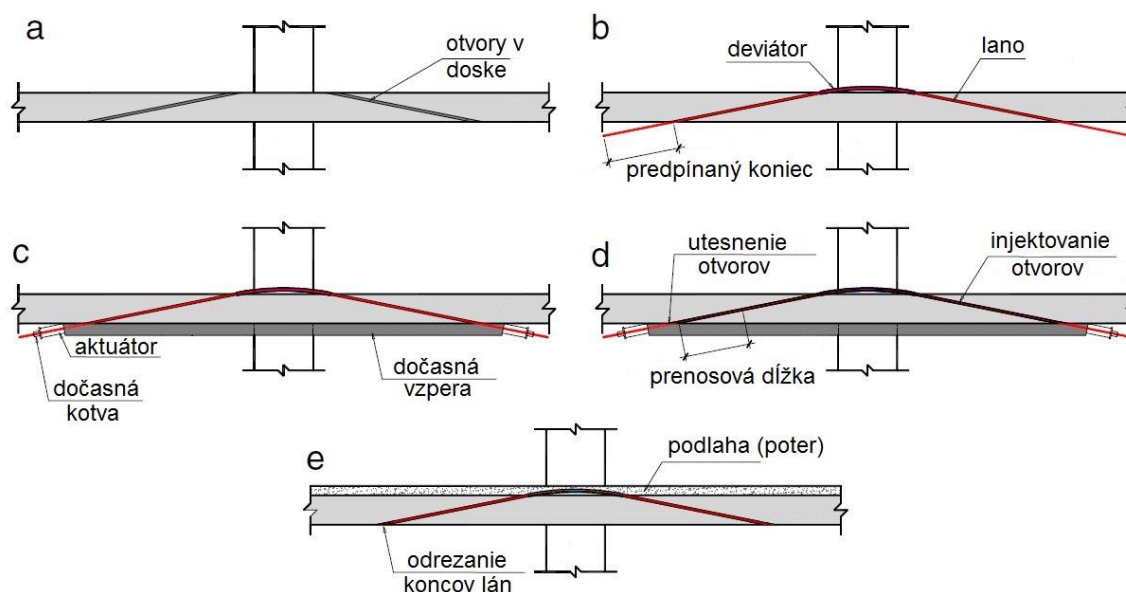 a
otvory v
doske
b
deviátor
lano
predpínaný koniec
c
aktuátor
dočasná
kotva
dočasná
vzpera
d
utesnenie
otvorov
injektovanie
otvorov
prenosová dĺžka
e
podlaha (poter)
odrezanie
koncov lán